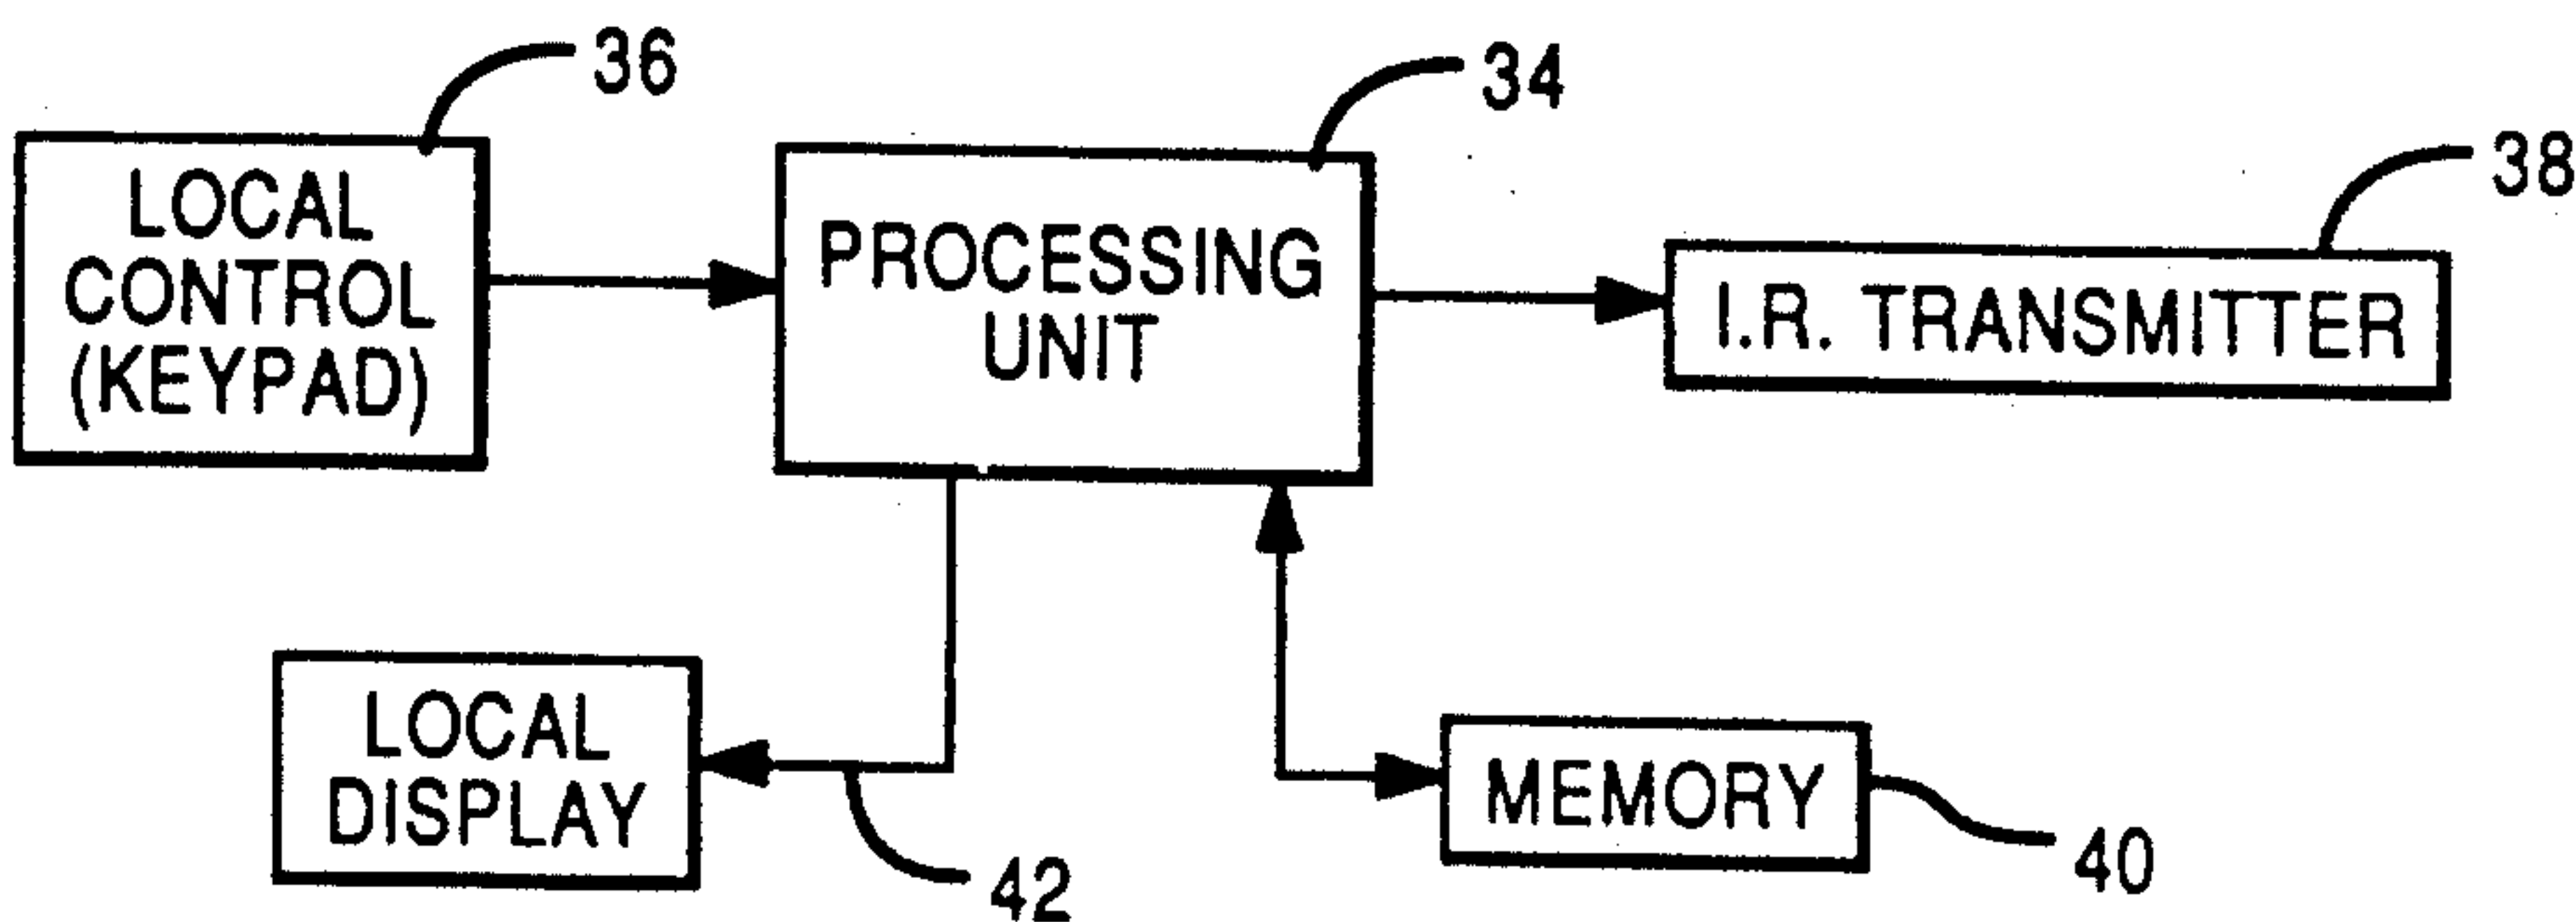 36
34
38
LOCAL
CONTROL
(KEYPAD)
PROCESSING
UNIT
I.R. TRANSMITTER
LOCAL
DISPLAY
42
MEMORY
40